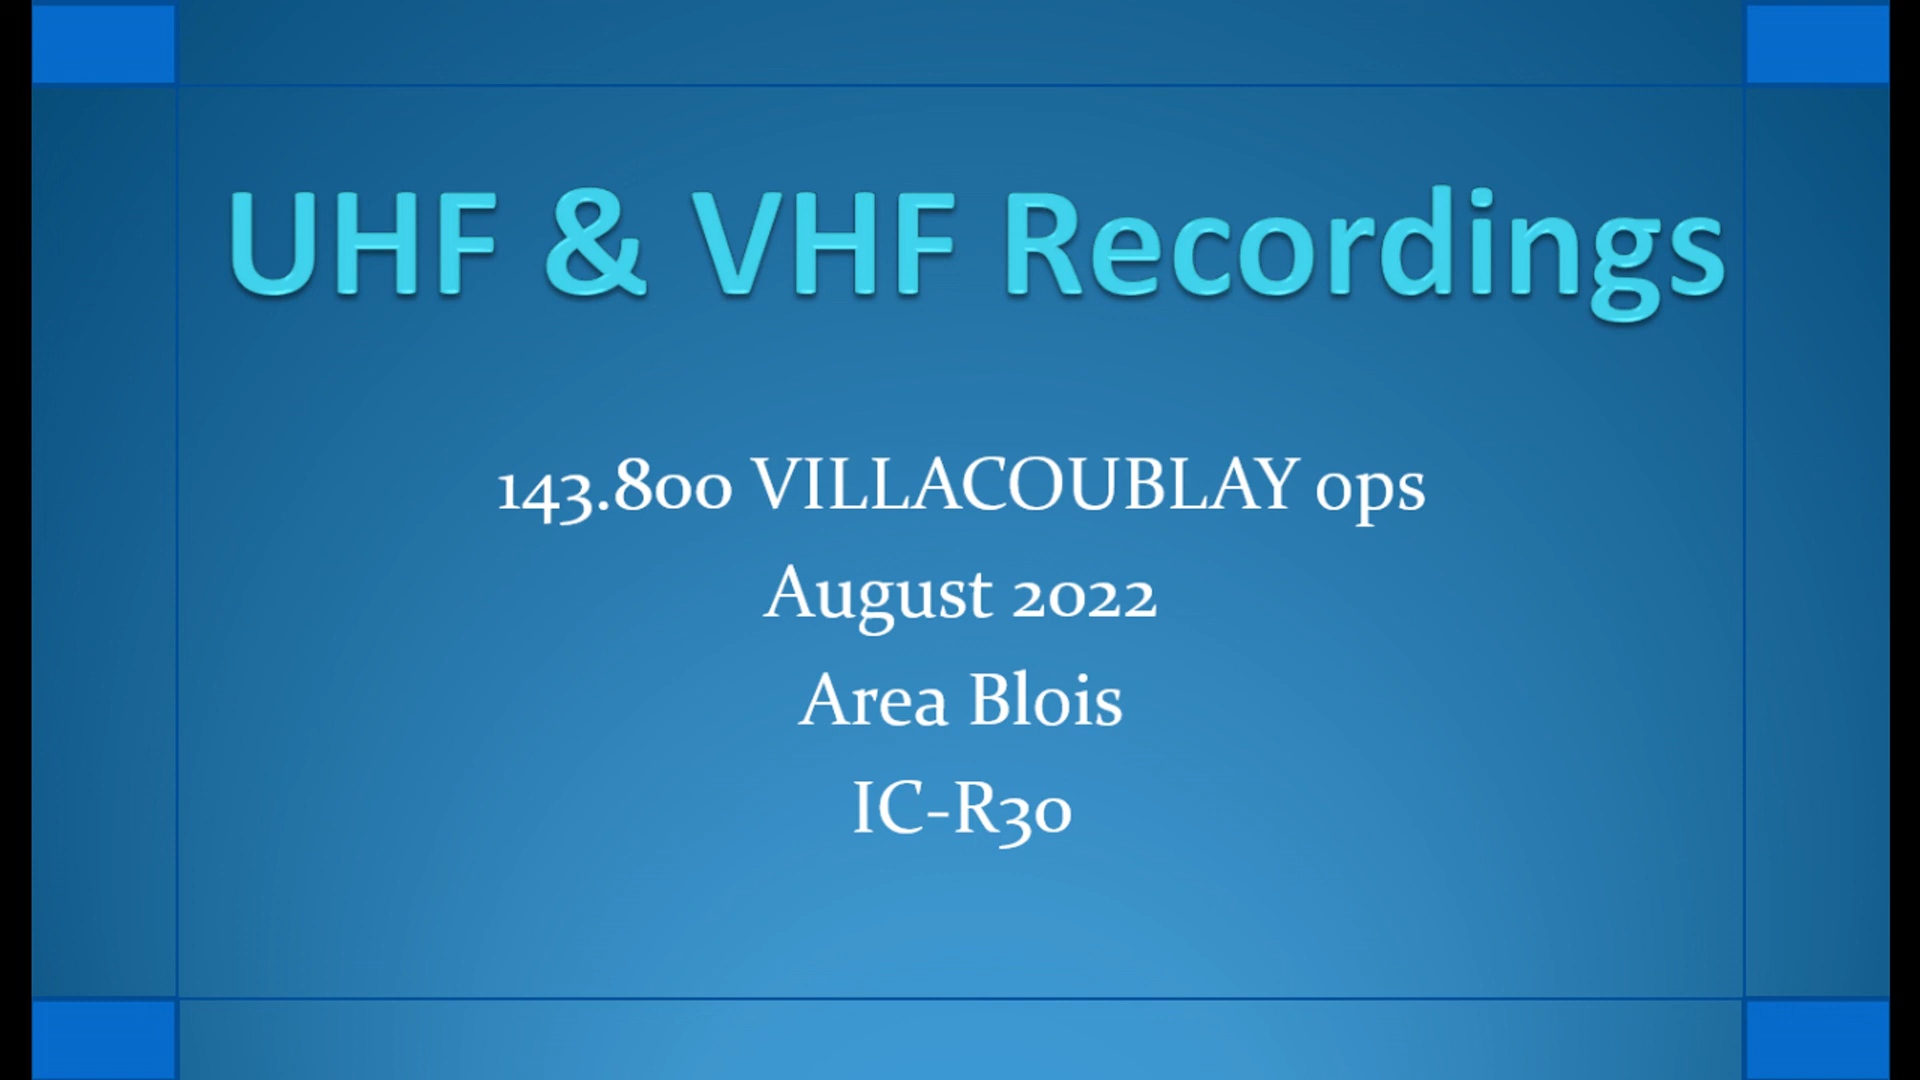 UHF & VHF Recordings
143.800 VILLACOUBLAY ops
August 2022
Area Blois
IC-R30